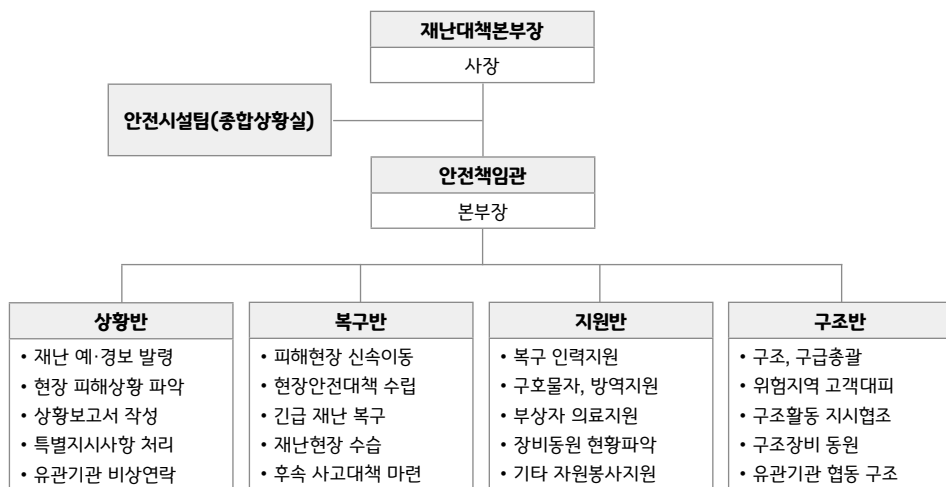 재난대책본부장
사장
안전시설팀(종합상황실)
안전책임관
본부장
상황반
• 재난 예·경보 발령
• 현장 피해상황 파악
• 상황보고서 작성
• 특별지시사항 처리
• 유관기관 비상연락
복구반
• 피해현장 신속이동
• 현장안전대책 수립
• 긴급 재난 복구
• 재난현장 수습
• 후속 사고대책 마련
지원반
• 복구 인력지원
• 구호물자, 방역지원
• 부상자 의료지원
• 장비동원 현황파악
• 기타 자원봉사지원
구조반
• 구조, 구급총괄
• 위험지역 고객대피
• 구조활동 지시협조
• 구조장비 동원
• 유관기관 협동 구조